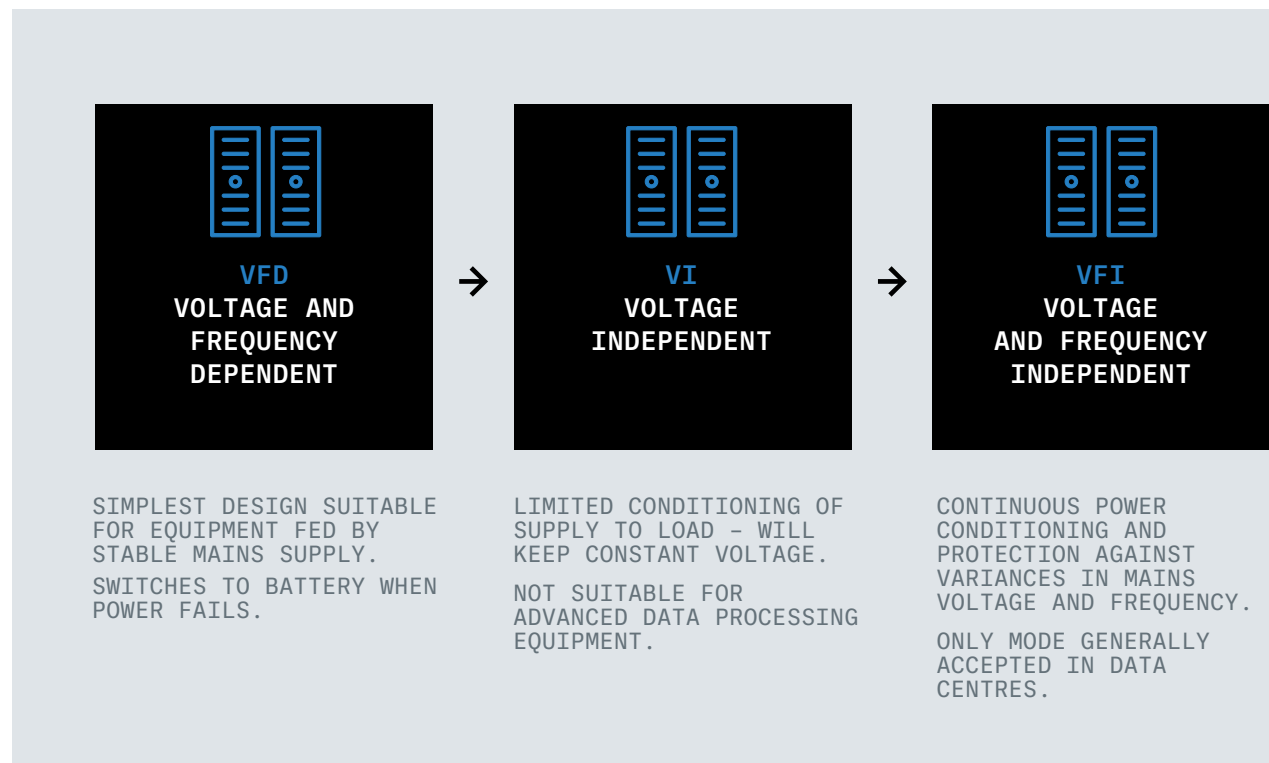 VFD
VOLTAGE AND
FREQUENCY
DEPENDENT
SIMPLEST DESIGN SUITABLE
FOR EQUIPMENT FED BY
STABLE MAINS SUPPLY.
SWITCHES TO BATTERY WHEN
POWER FAILS.
VI
VOLTAGE
INDEPENDENT
LIMITED CONDITIONING OF
SUPPLY TO LOAD – WILL
KEEP CONSTANT VOLTAGE.
NOT SUITABLE FOR
ADVANCED DATA PROCESSING
EQUIPMENT.
VFI
VOLTAGE
AND FREQUENCY
INDEPENDENT
CONTINUOUS POWER
CONDITIONING AND
PROTECTION AGAINST
VARIANCES IN MAINS
VOLTAGE AND FREQUENCY.
ONLY MODE GENERALLY
ACCEPTED IN DATA
CENTRES.